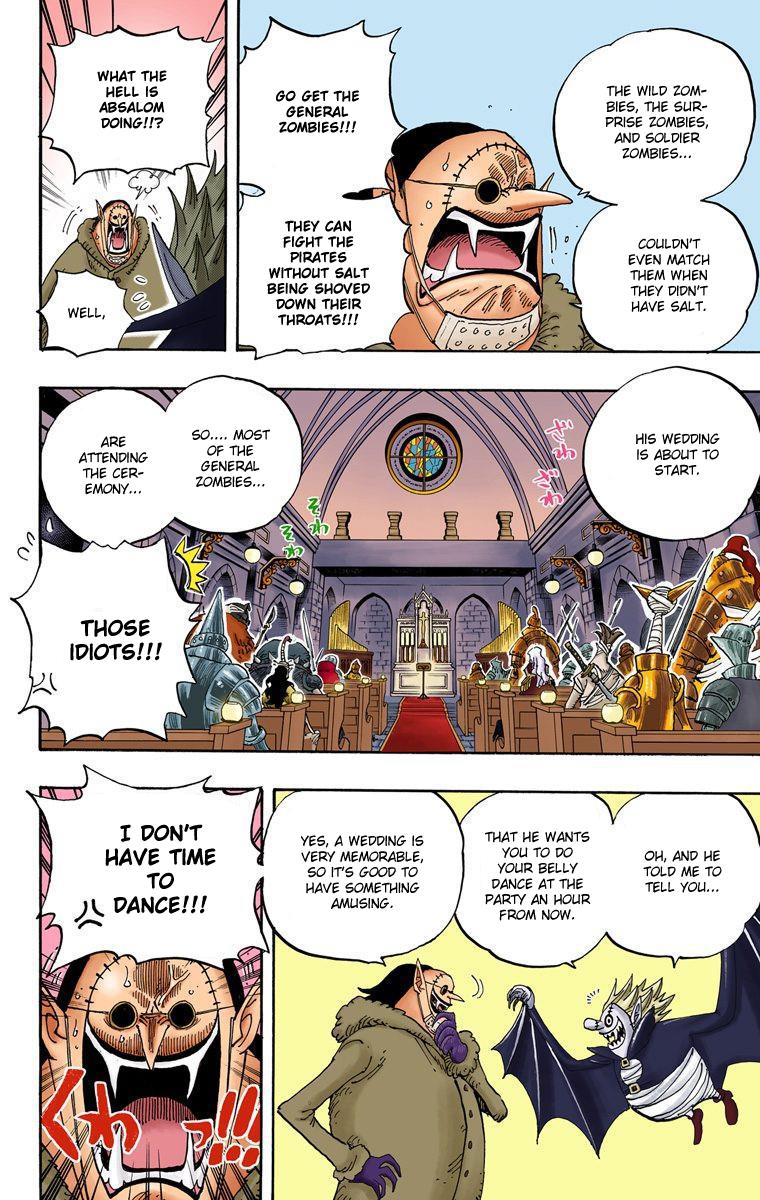 THE WILD ZOM-
BIES, THE SUR-
PRISE ZOMBIES,
AND SOLDIER
ZOMBIES...
COULDN'T
EVEN MATCH
THEM WHEN
THEY DIDN'T
HAVE SALT.
GO GET THE
GENERAL
ZOMBIES!!!
THEY CAN
FIGHT THE
PIRATES
WITHOUT SALT
BEING SHOVED
DOWN THEIR
THROATS!!!
WHAT THE
HELL IS
ABSALOM
DOING!!?
WELL,
HIS WEDDING
IS ABOUT TO
START.
ざわ
ざわ
SO.... MOST
OF THE
GENERAL
ZOMBIES...
ARE
ATTENDING
THE CER-
EMONY...
そわ
そわ
THOSE
IDIOTS!!!
OH, AND HE
TOLD ME TO
TELL YOU...
THAT HE WANTS
YOU TO DO
YOUR BELLY
DANCE AT THE
PARTY AN HOUR
FROM NOW.
YES, A WEDDING IS
VERY MEMORABLE,
SO IT'S GOOD TO
HAVE SOMETHING
AMUSING.
I DON'T
HAVE TIME
TO
DANCE!!!
くわっ!!!